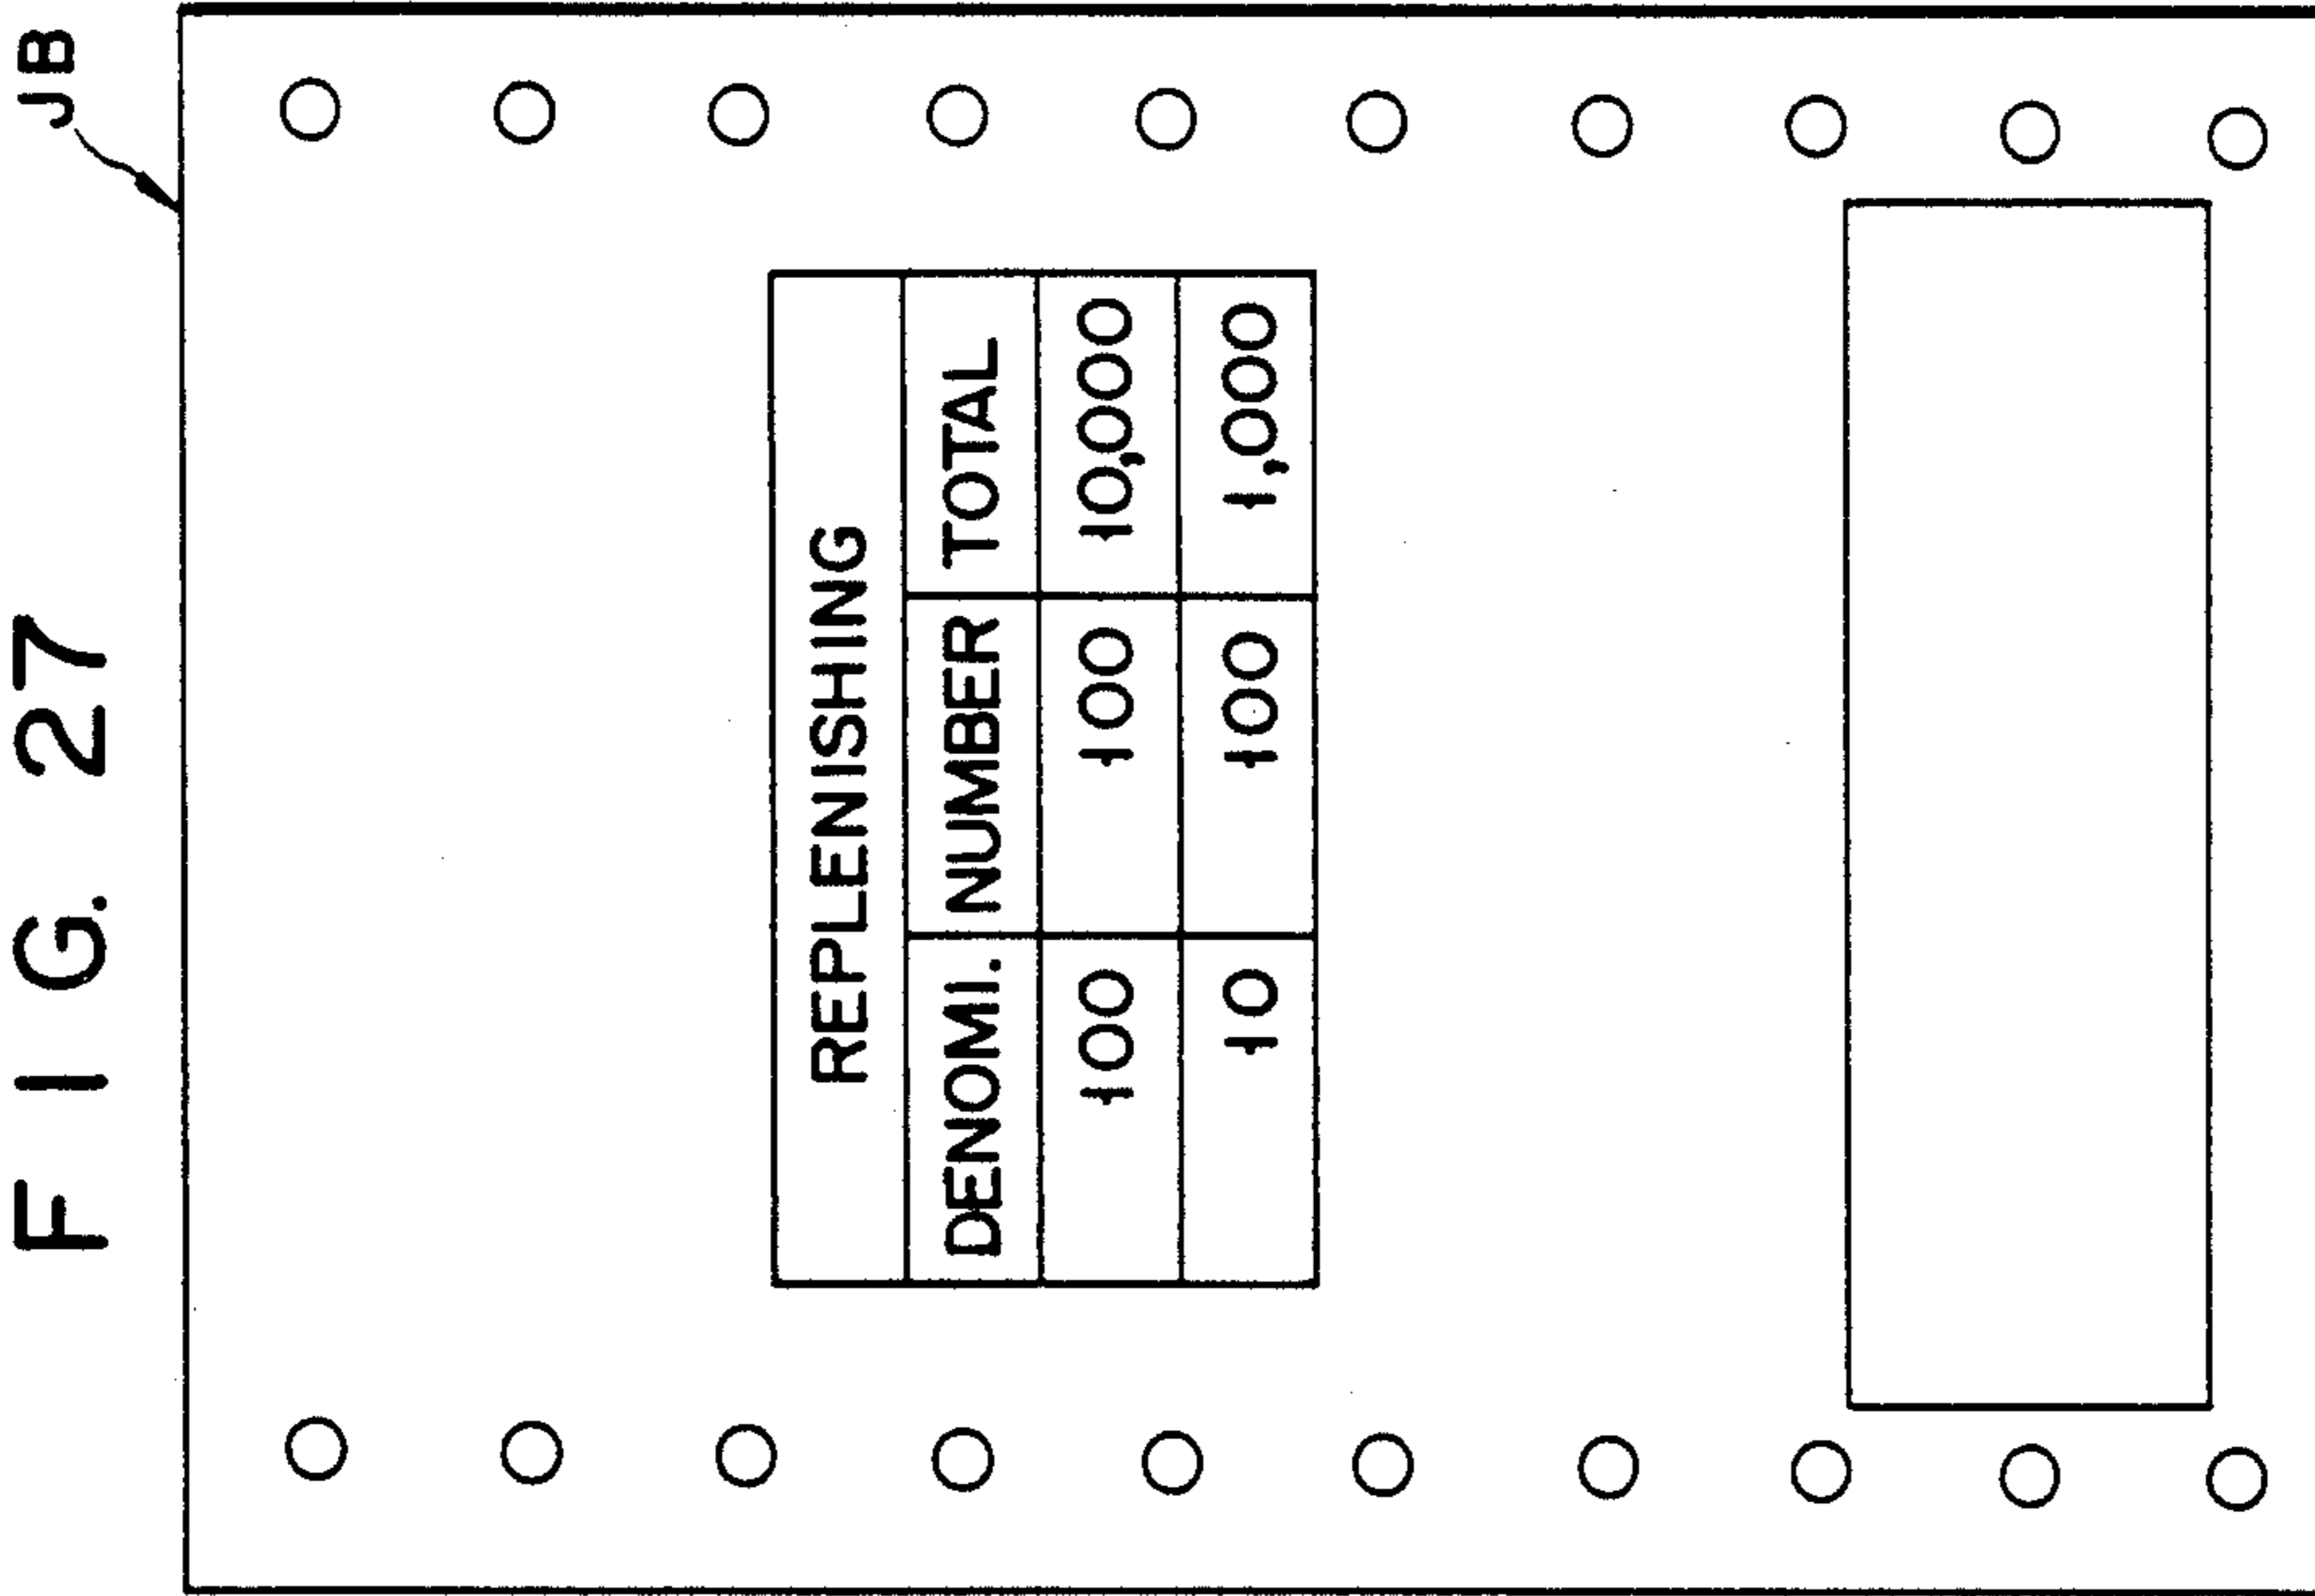 FIG. 27
JB
REPLENISHING
DENOMI. NUMBER TOTAL
100 100 10,000
10 100 1,000